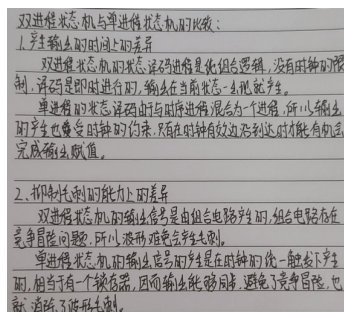 双进程状态机与单进程状态机的比较：
1、产生输出的时间上的差异
双进程状态机的状态译码进程是纯组合逻辑，没有时钟的限
制，译码是即时进行的，输出在当前状态一出现就产生。
单进程的状态译码由于与时序进程混合为一个进程，所以输出
的产生也要受时钟的约束，只有在时钟有效边沿到达时才能有机会
完成输出赋值。
2、抑制毛刺的能力上的差异
双进程状态机的输出信号是由组合电路产生的，组合电路存在
竞争冒险问题，所以波形难免会产生毛刺。
单进程状态机的输出信号的产生是在时钟的统一触发下产生
的，相当于有一个锁存器，因而输出能够同步，避免了竞争冒险，也
就消除了波形毛刺。